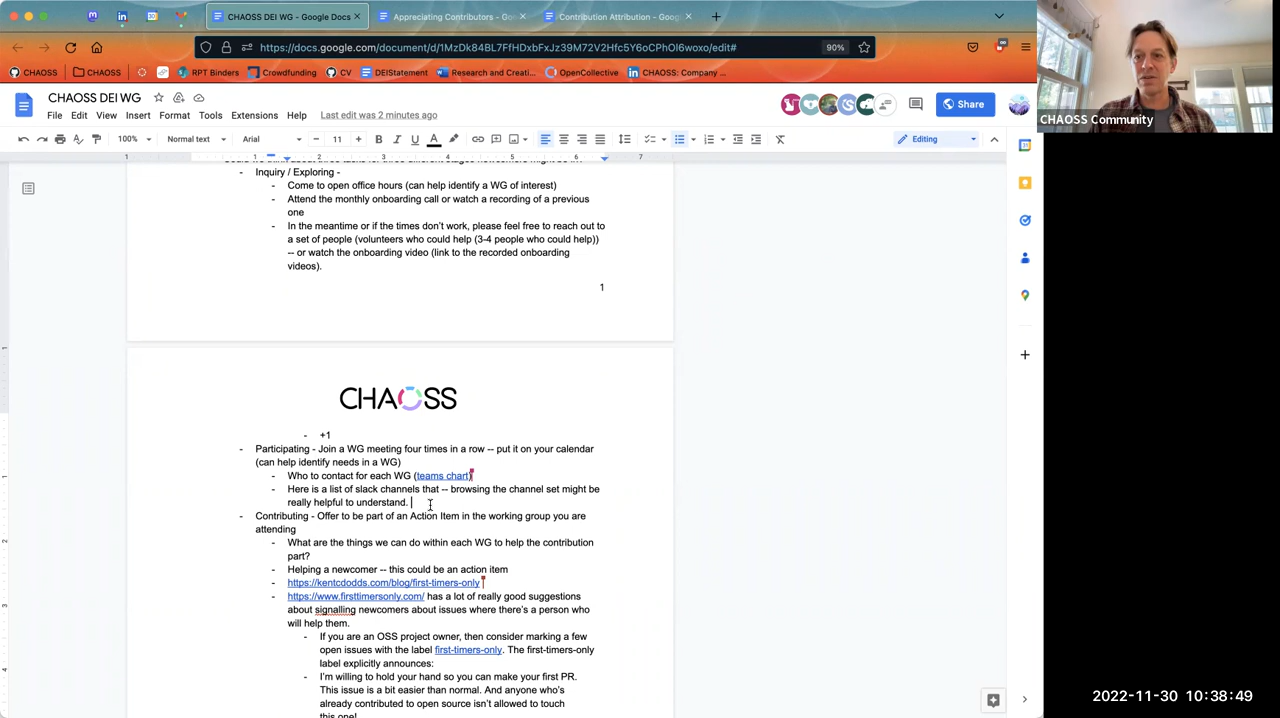 CHAOSS DEI WG - Google Docs
Appreciating Contributors - Go
Contribution Attribution - Goog
https://docs.google.com/document/d/1MzDk84BL7FfHDxbFxJz39M72V2Hfc5Y6oCPhOl6woxo/edit#
90%
CHAOSS
CHAOSS
RPT Binders
Crowdfunding
CV
DEIStatement
Research and Creati...
OpenCollective
CHAOSS: Company ...
CHAOSS DEI WG
File Edit View Insert Format Tools Extensions Help
Last edit was 2 minutes ago
Share
100%
Normal text
Arial
11
Editing
- Inquiry / Exploring -
- Come to open office hours (can help identify a WG of interest)
- Attend the monthly onboarding call or watch a recording of a previous
one
- In the meantime or if the times don't work, please feel free to reach out to
a set of people (volunteers who could help (3-4 people who could help))
-- or watch the onboarding video (link to the recorded onboarding
videos).
1
CHAOSS
- +1
- Participating - Join a WG meeting four times in a row -- put it on your calendar
(can help identify needs in a WG)
- Who to contact for each WG (teams chart)
- Here is a list of slack channels that -- browsing the channel set might be
really helpful to understand.
- Contributing - Offer to be part of an Action Item in the working group you are
attending
- What are the things we can do within each WG to help the contribution
part?
- Helping a newcomer -- this could be an action item
- https://kentcdodds.com/blog/first-timers-only
- https://www.firsttimersonly.com/ has a lot of really good suggestions
about signalling newcomers about issues where there's a person who
will help them.
- If you are an OSS project owner, then consider marking a few
open issues with the label first-timers-only. The first-timers-only
label explicitly announces:
- I'm willing to hold your hand so you can make your first PR.
This issue is a bit easier than normal. And anyone who's
already contributed to open source isn't allowed to touch
this one!
CHAOSS Community
2022-11-30 10:38:49